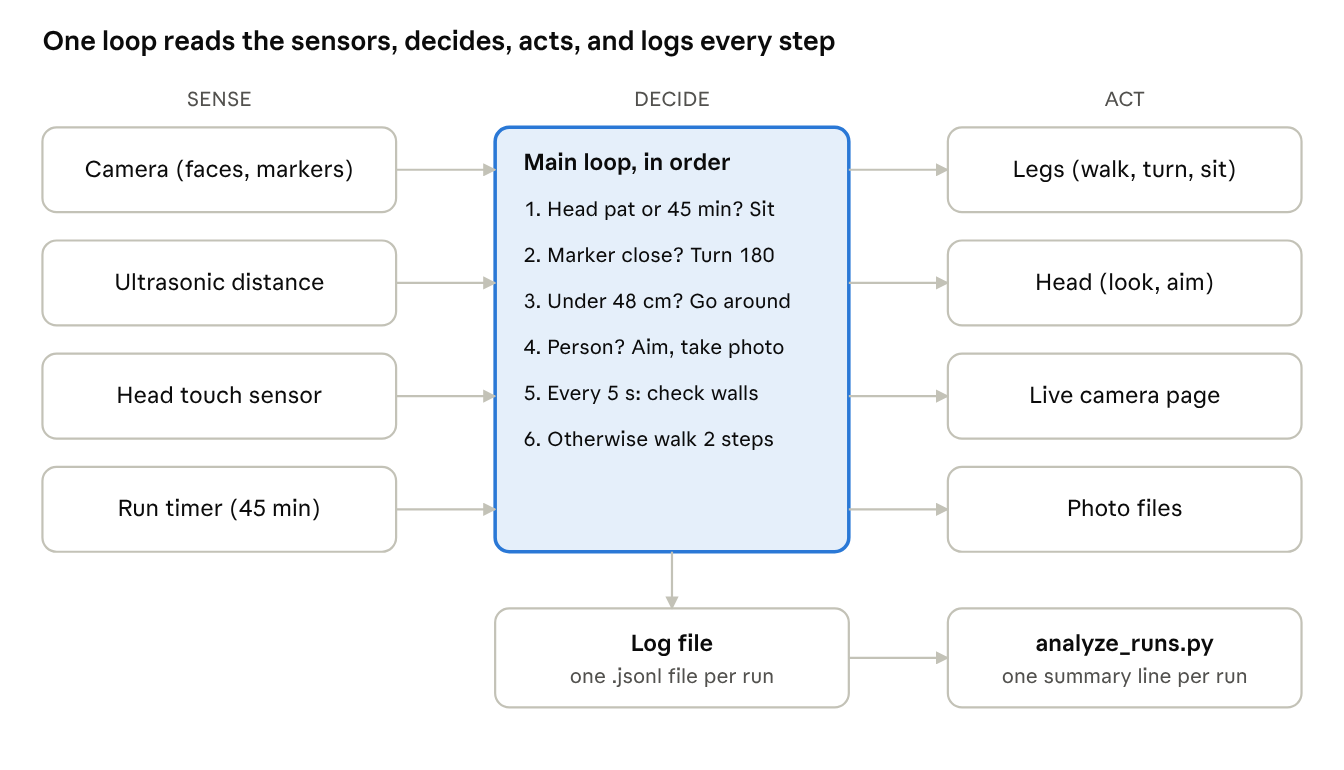 One loop reads the sensors, decides, acts, and logs every step
SENSE
DECIDE
ACT
Camera (faces, markers)
Ultrasonic distance
Head touch sensor
Run timer (45 min)
Main loop, in order
1. Head pat or 45 min? Sit
2. Marker close? Turn 180
3. Under 48 cm? Go around
4. Person? Aim, take photo
5. Every 5 s: check walls
6. Otherwise walk 2 steps
Legs (walk, turn, sit)
Head (look, aim)
Live camera page
Photo files
Log file
one .jsonl file per run
analyze_runs.py
one summary line per run